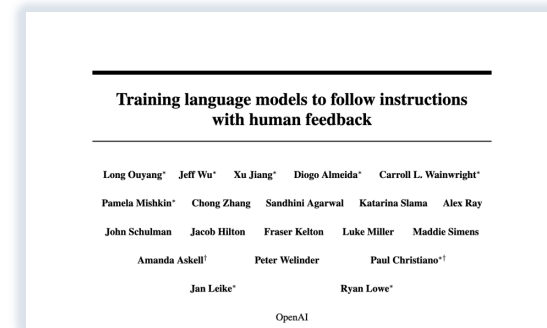 Training language models to follow instructions
with human feedback
Long Ouyang* Jeff Wu* Xu Jiang* Diogo Almeida* Carroll L. Wainwright*
Pamela Mishkin* Chong Zhang Sandhini Agarwal Katarina Slama Alex Ray
John Schulman Jacob Hilton Fraser Kelton Luke Miller Maddie Simens
Amanda Askell† Peter Welinder Paul Christiano*†
Jan Leike* Ryan Lowe*
OpenAI